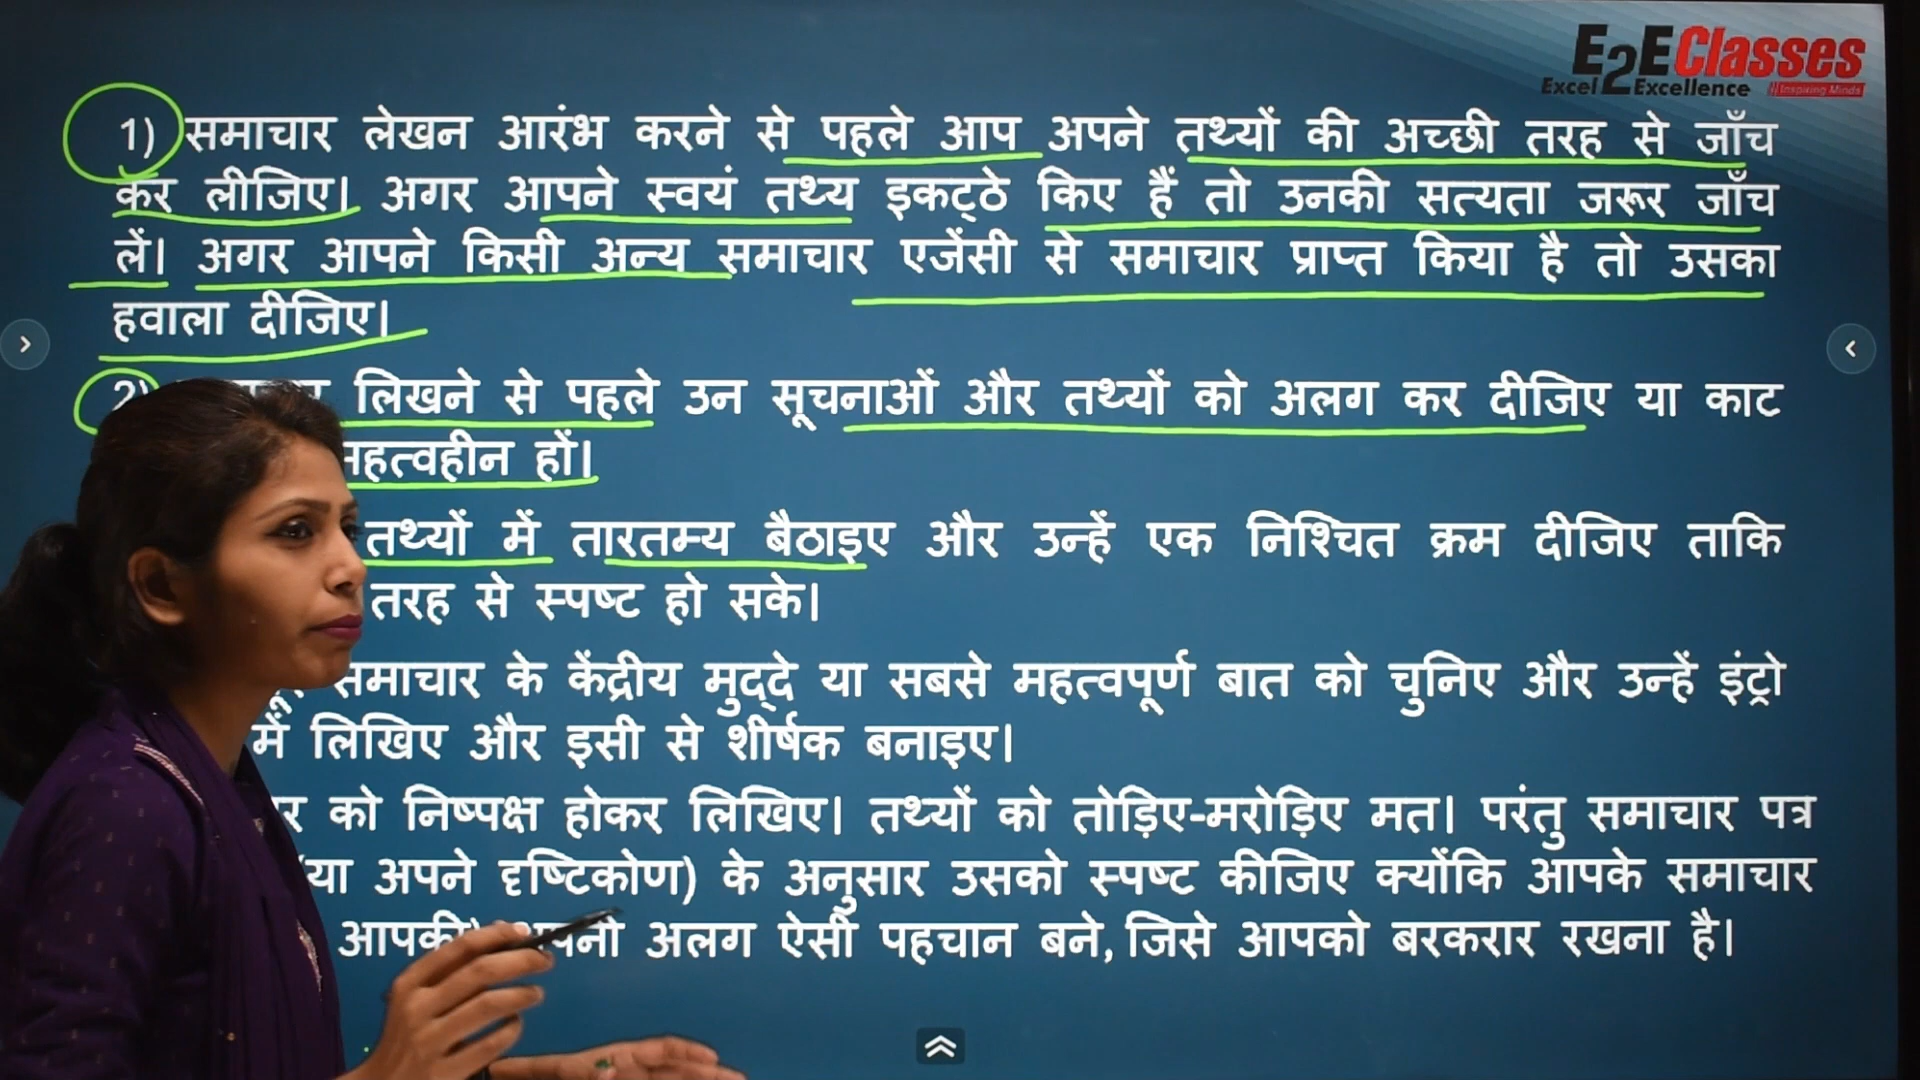 E2E Classes
Excel 2 Excellence Inspiring Minds
1) समाचार लेखन आरंभ करने से पहले आप अपने तथ्यों की अच्छी तरह से जाँच
कर लीजिए। अगर आपने स्वयं तथ्य इकट्ठे किए हैं तो उनकी सत्यता जरूर जाँच
लें। अगर आपने किसी अन्य समाचार एजेंसी से समाचार प्राप्त किया है तो उसका
हवाला दीजिए।
2) लिखने से पहले उन सूचनाओं और तथ्यों को अलग कर दीजिए या काट
महत्वहीन हों।
तथ्यों में तारतम्य बैठाइए और उन्हें एक निश्चित क्रम दीजिए ताकि
तरह से स्पष्ट हो सके।
समाचार के केंद्रीय मुद्दे या सबसे महत्वपूर्ण बात को चुनिए और उन्हें इंट्रो
में लिखिए और इसी से शीर्षक बनाइए।
को निष्पक्ष होकर लिखिए। तथ्यों को तोड़िए-मरोड़िए मत। परंतु समाचार पत्र
(या अपने दृष्टिकोण) के अनुसार उसको स्पष्ट कीजिए क्योंकि आपके समाचार
अलग ऐसी पहचान बने, जिसे आपको बरकरार रखना है।